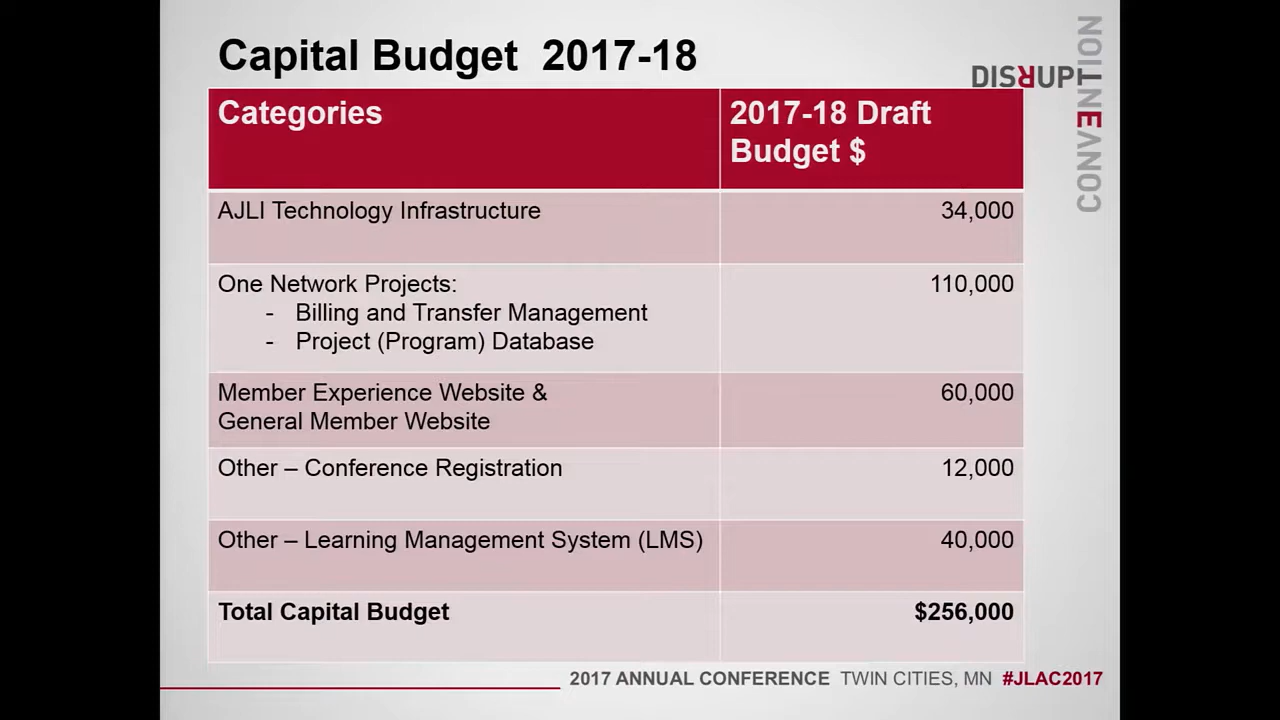 Capital Budget 2017-18
DISRUPT
CONVENTION
Categories
2017-18 Draft
Budget $
AJLI Technology Infrastructure
34,000
One Network Projects:
- Billing and Transfer Management
- Project (Program) Database
110,000
Member Experience Website &
General Member Website
60,000
Other – Conference Registration
12,000
Other – Learning Management System (LMS)
40,000
Total Capital Budget
$256,000
2017 ANNUAL CONFERENCE TWIN CITIES, MN #JLAC2017